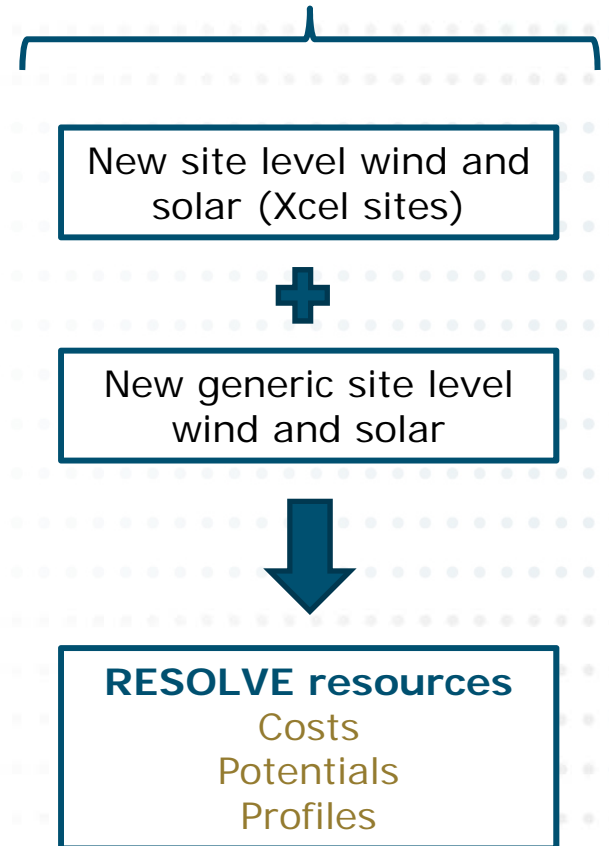 New site level wind and
solar (Xcel sites)
New generic site level
wind and solar
RESOLVE resources
Costs
Potentials
Profiles